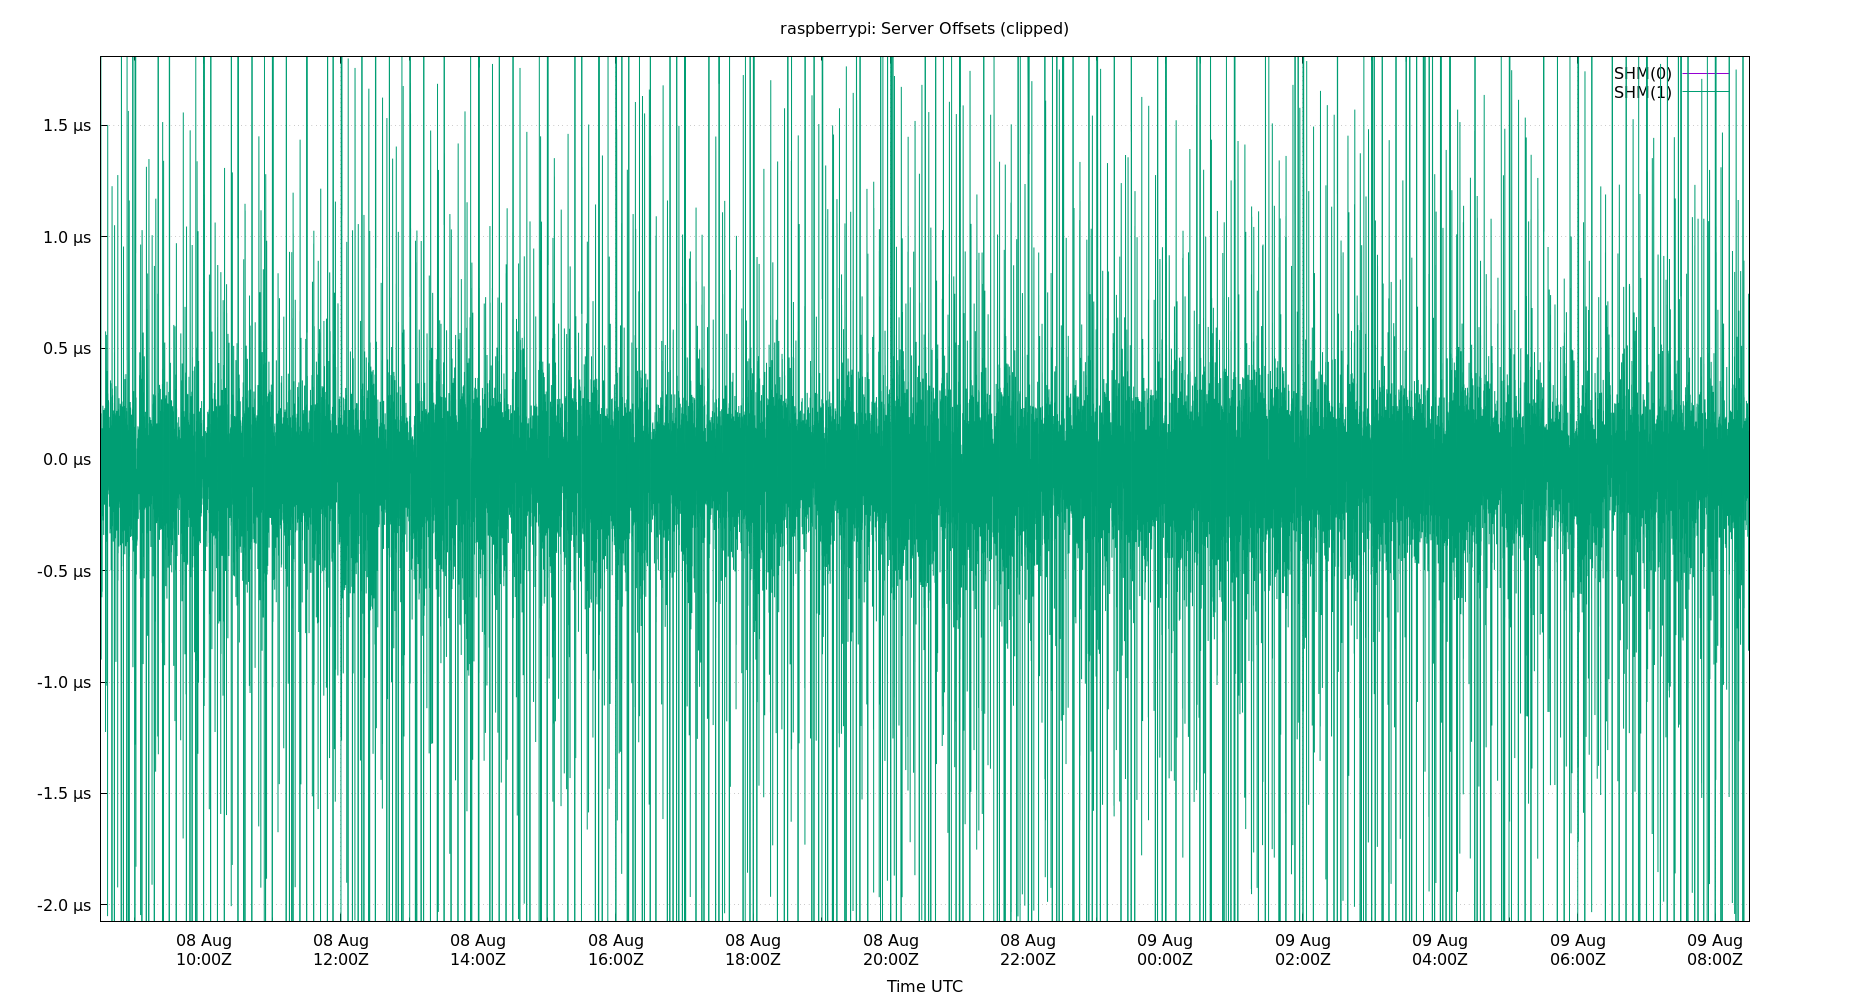 raspberrypi: Server Offsets (clipped)
SHM(0)
SHM(1)
1.5 µs
1.0 µs
0.5 µs
0.0 µs
-0.5 µs
-1.0 µs
-1.5 µs
-2.0 µs
08 Aug 08 Aug 08 Aug 08 Aug 08 Aug 08 Aug 08 Aug 09 Aug 09 Aug 09 Aug 09 Aug 09 Aug
10:00Z 12:00Z 14:00Z 16:00Z 18:00Z 20:00Z 22:00Z 00:00Z 02:00Z 04:00Z 06:00Z 08:00Z
Time UTC